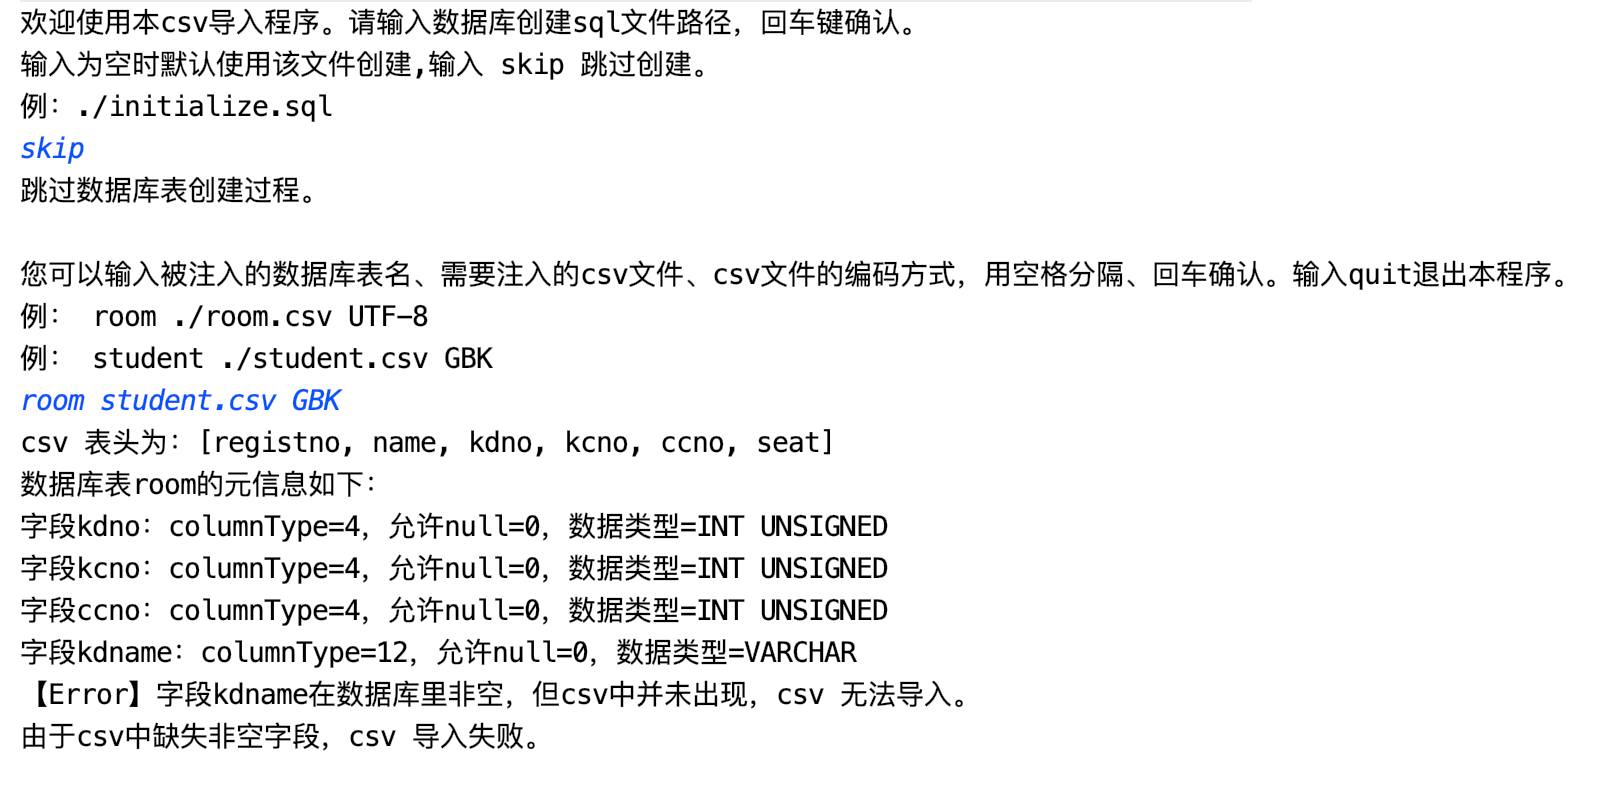 欢迎使用本csv导入程序。请输入数据库创建sql文件路径，回车键确认。
输入为空时默认使用该文件创建,输入 skip 跳过创建。
例：./initialize.sql
skip
跳过数据库表创建过程。
您可以输入被注入的数据库表名、需要注入的csv文件、csv文件的编码方式，用空格分隔、回车确认。输入quit退出本程序。
例： room ./room.csv UTF-8
例： student ./student.csv GBK
room student.csv GBK
csv 表头为：[registno, name, kdno, kcno, ccno, seat]
数据库表room的元信息如下：
字段kdno：columnType=4，允许null=0，数据类型=INT UNSIGNED
字段kcno：columnType=4，允许null=0，数据类型=INT UNSIGNED
字段ccno：columnType=4，允许null=0，数据类型=INT UNSIGNED
字段kdname：columnType=12，允许null=0，数据类型=VARCHAR
【Error】字段kdname在数据库里非空，但csv中并未出现，csv 无法导入。
由于csv中缺失非空字段，csv 导入失败。